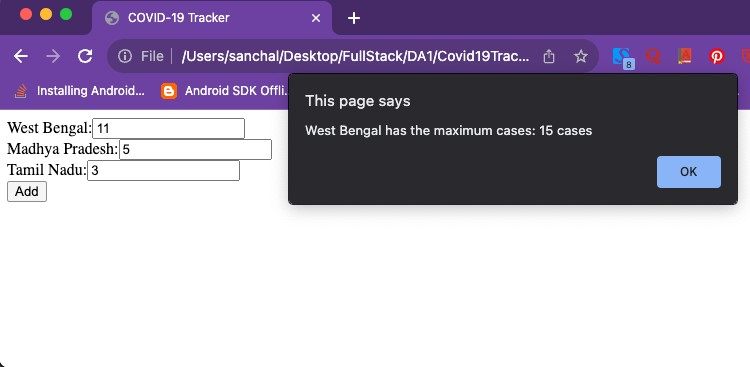 COVID-19 Tracker
File | /Users/sanchal/Desktop/FullStack/DA1/Covid19Trac...
8
Installing Android...
Android SDK Offli...
This page says
West Bengal has the maximum cases: 15 cases
OK
West Bengal: 11
Madhya Pradesh: 5
Tamil Nadu: 3
Add